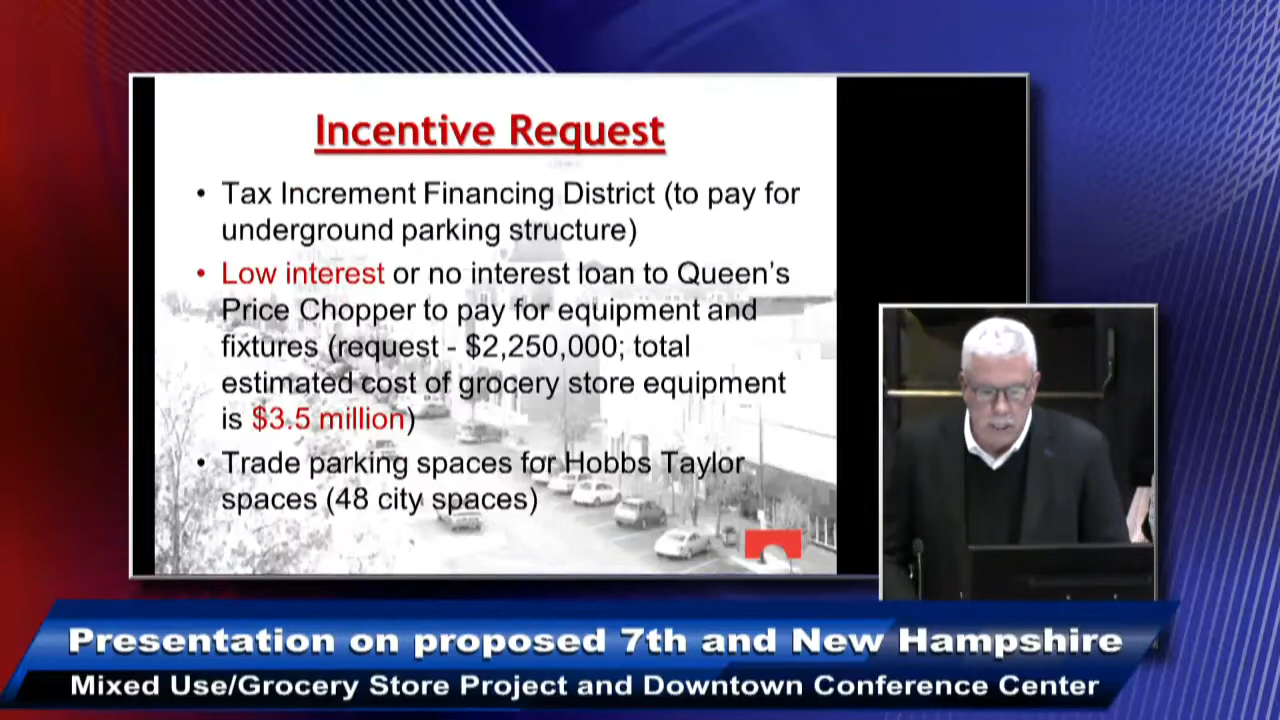 Incentive Request
• Tax Increment Financing District (to pay for
underground parking structure)
• Low interest or no interest loan to Queen's
Price Chopper to pay for equipment and
fixtures (request - $2,250,000; total
estimated cost of grocery store equipment
is $3.5 million)
• Trade parking spaces for Hobbs Taylor
spaces (48 city spaces)
Presentation on proposed 7th and New Hampshire
Mixed Use/Grocery Store Project and Downtown Conference Center